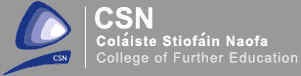 CSN
CSN
Coláiste Stiofáin Naofa
College of Further Education